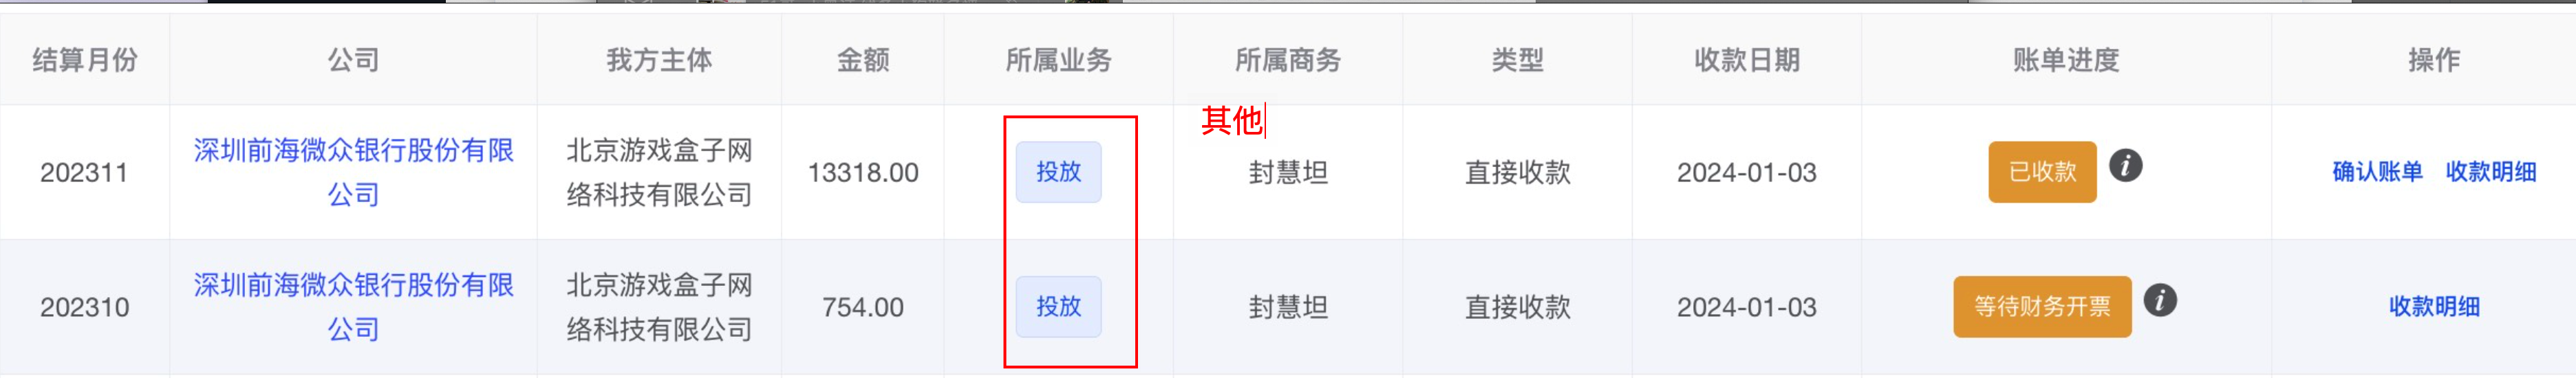 结算月份 公司 我方主体 金额 所属业务 所属商务 类型 收款日期 账单进度 操作
其他
202311 深圳前海微众银行股份有限公司 北京游戏盒子网络科技有限公司 13318.00 投放 封慧坦 直接收款 2024-01-03 已收款 i 确认账单 收款明细
202310 深圳前海微众银行股份有限公司 北京游戏盒子网络科技有限公司 754.00 投放 封慧坦 直接收款 2024-01-03 等待财务开票 i 收款明细